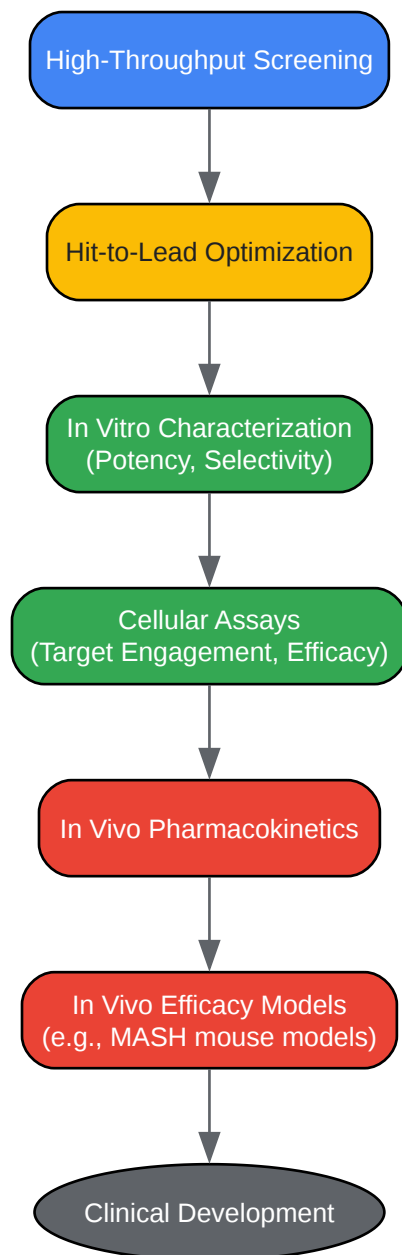 High-Throughput Screening
Hit-to-Lead Optimization
In Vitro Characterization
(Potency, Selectivity)
Cellular Assays
(Target Engagement, Efficacy)
In Vivo Pharmacokinetics
In Vivo Efficacy Models
(e.g., MASH mouse models)
Clinical Development